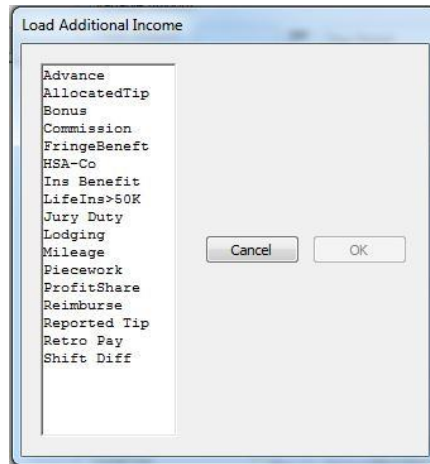 Load Additional Income
Advance
AllocatedTip
Bonus
Commission
FringeBeneft
HSA-Co
Ins Benefit
LifeIns>50K
Jury Duty
Lodging
Mileage
Piecework
ProfitShare
Reimburse
Reported Tip
Retro Pay
Shift Diff
Cancel
OK